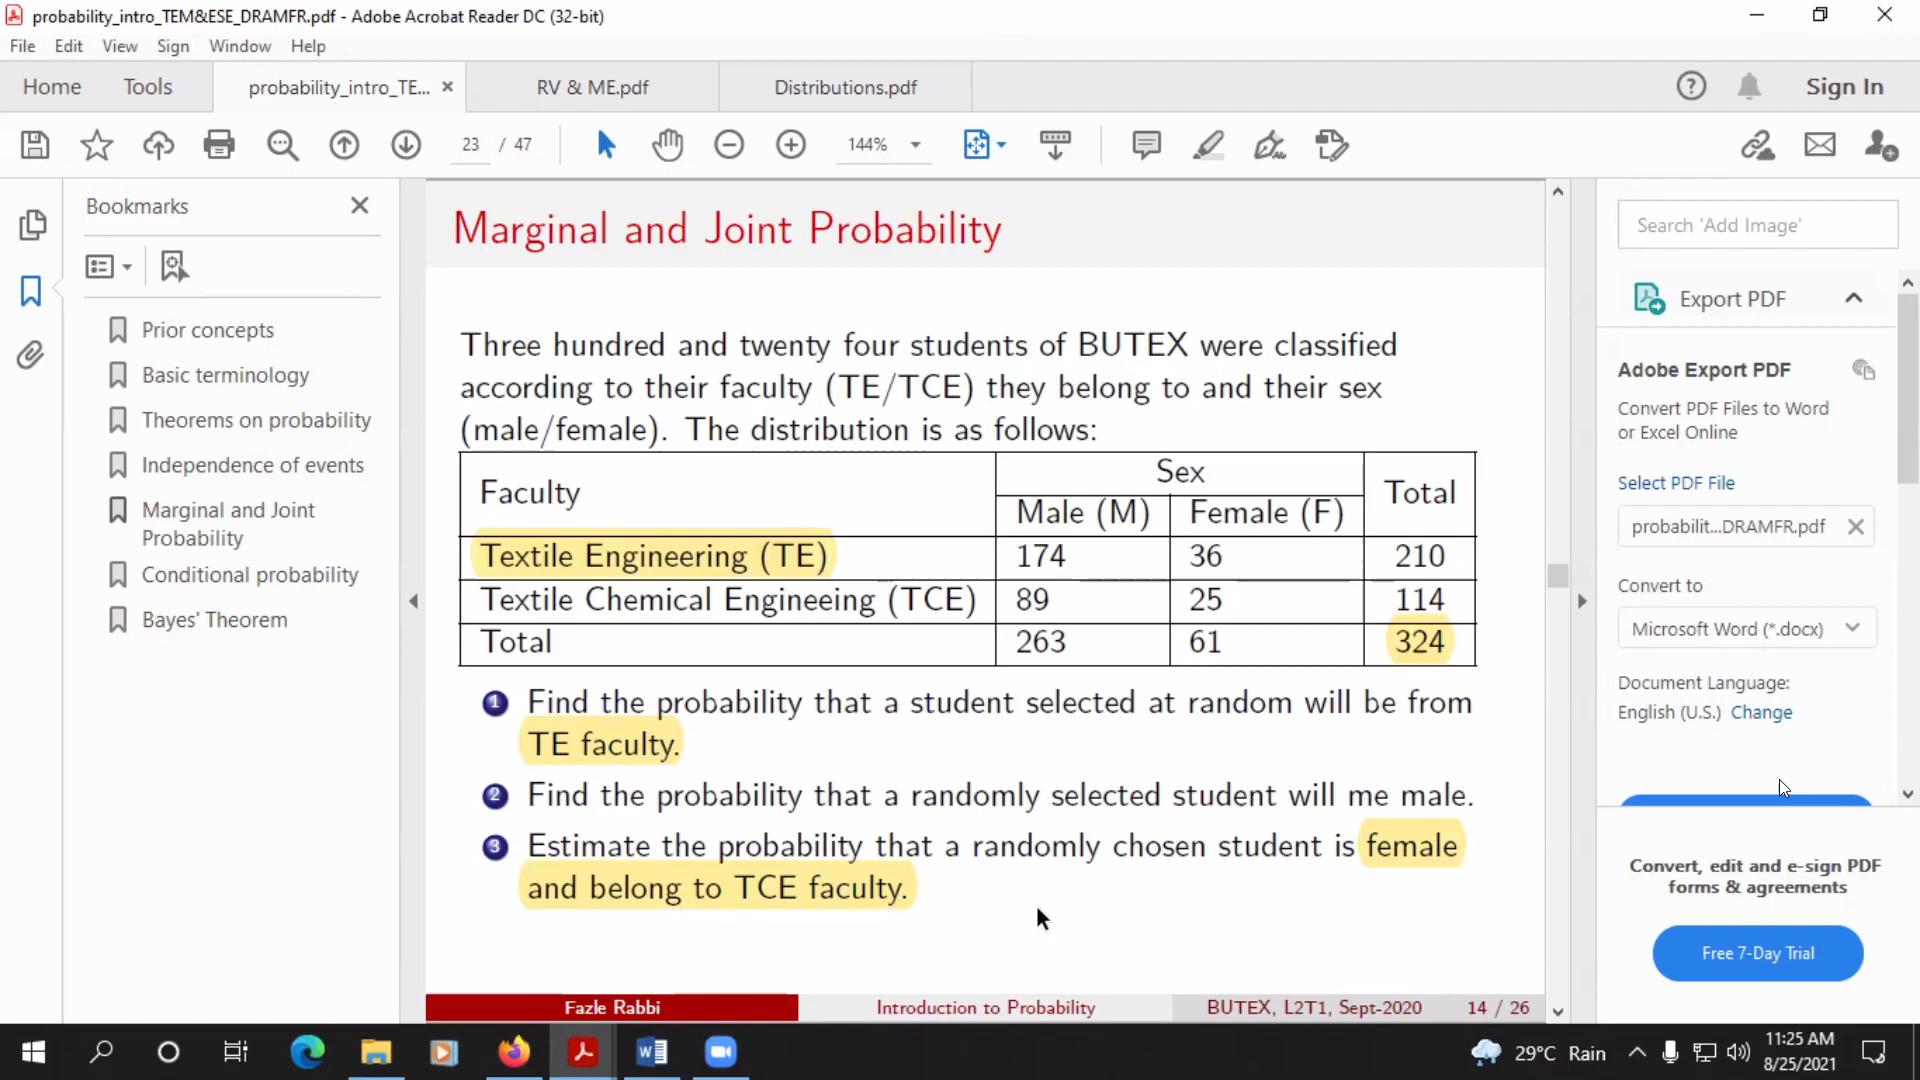 probability_intro_TEM&ESE_DRAMFR.pdf - Adobe Acrobat Reader DC (32-bit)
File Edit View Sign Window Help
Home Tools probability_intro_TE... RV & ME.pdf Distributions.pdf Sign In
23 / 47 144%
Bookmarks
Prior concepts
Basic terminology
Theorems on probability
Independence of events
Marginal and Joint
Probability
Conditional probability
Bayes' Theorem
Marginal and Joint Probability
Three hundred and twenty four students of BUTEX were classified
according to their faculty (TE/TCE) they belong to and their sex
(male/female). The distribution is as follows:
Faculty Sex Total
Male (M) Female (F)
Textile Engineering (TE) 174 36 210
Textile Chemical Engineeing (TCE) 89 25 114
Total 263 61 324
1 Find the probability that a student selected at random will be from
TE faculty.
2 Find the probability that a randomly selected student will me male.
3 Estimate the probability that a randomly chosen student is female
and belong to TCE faculty.
Fazle Rabbi Introduction to Probability BUTEX, L2T1, Sept-2020 14 / 26
Search 'Add Image'
Export PDF
Adobe Export PDF
Convert PDF Files to Word
or Excel Online
Select PDF File
probabilit...DRAMFR.pdf
Convert to
Microsoft Word (*.docx)
Document Language:
English (U.S.) Change
Convert, edit and e-sign PDF
forms & agreements
Free 7-Day Trial
29°C Rain
11:25 AM
8/25/2021